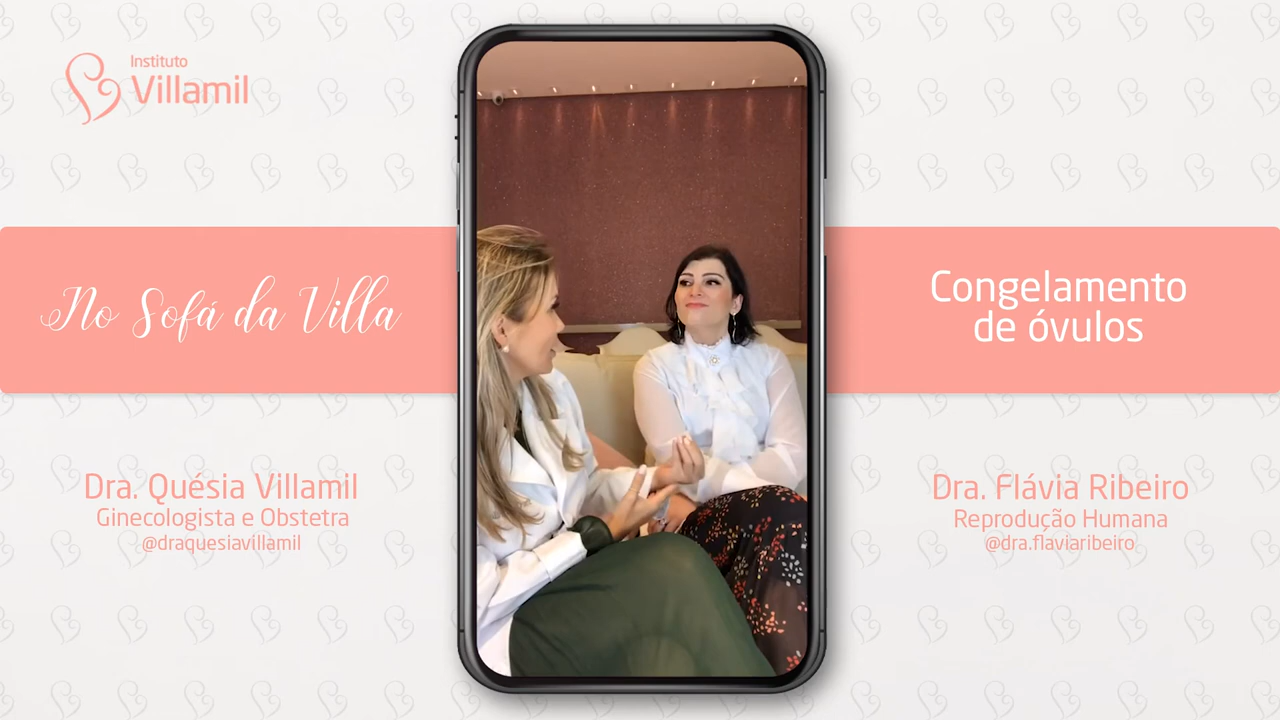 Instituto
Villamil
No Sofá da Villa
Congelamento
de óvulos
Dra. Quésia Villamil
Ginecologista e Obstetra
@draquesiavillamil
Dra. Flávia Ribeiro
Reprodução Humana
@dra.flaviaribeiro